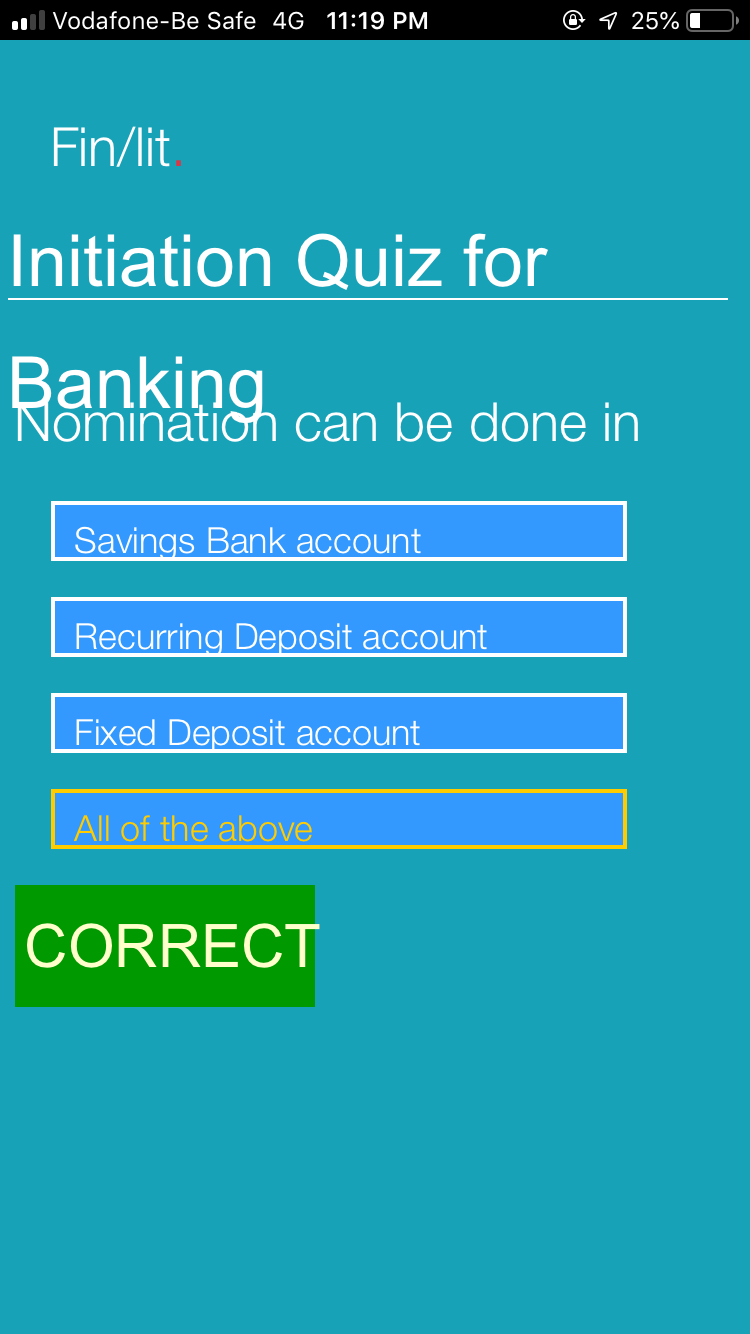 Vodafone-Be Safe 4G 11:19 PM 25%
Fin/lit.
Initiation Quiz for
Banking
Nomination can be done in
Savings Bank account
Recurring Deposit account
Fixed Deposit account
All of the above
CORRECT